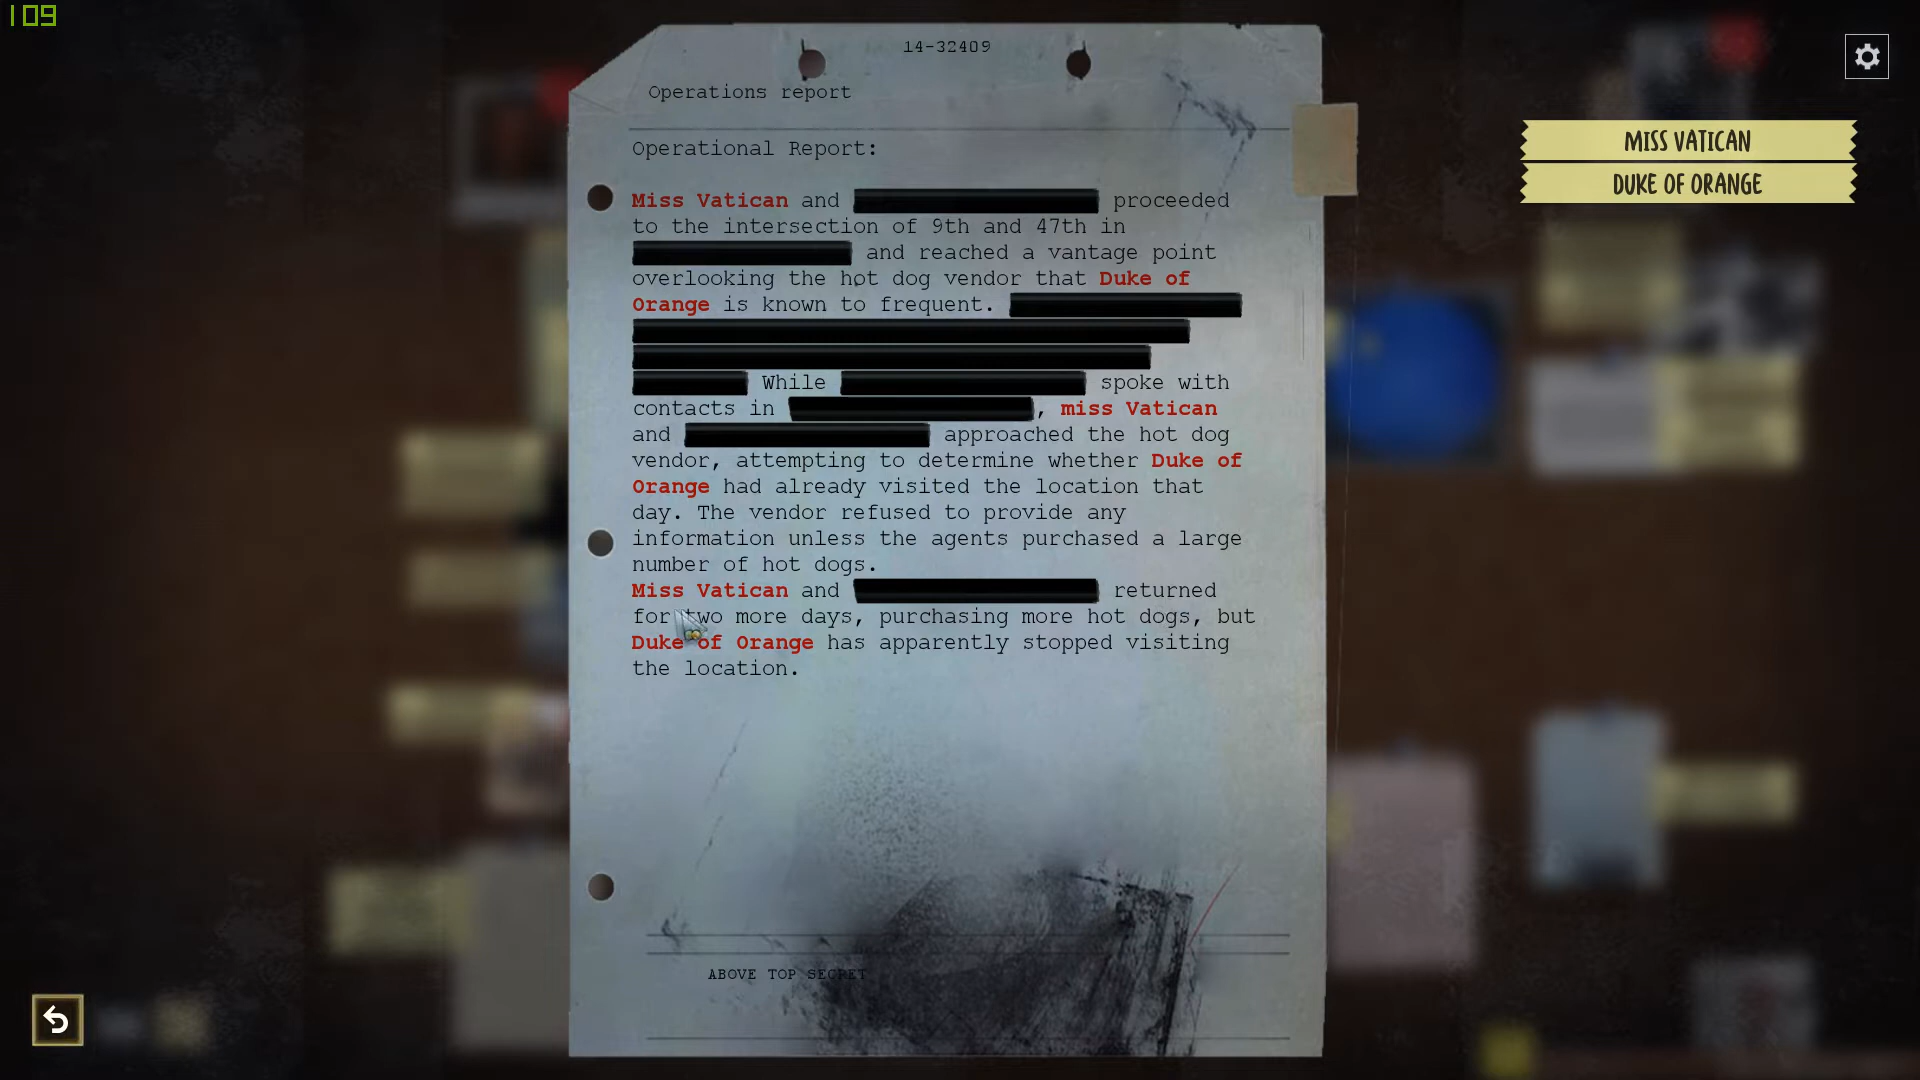 109
14-32409
Operations report
MISS VATICAN
DUKE OF ORANGE
Operational Report:
Miss Vatican and proceeded
to the intersection of 9th and 47th in
and reached a vantage point
overlooking the hot dog vendor that Duke of
Orange is known to frequent.
While spoke with
contacts in , miss Vatican
and approached the hot dog
vendor, attempting to determine whether Duke of
Orange had already visited the location that
day. The vendor refused to provide any
information unless the agents purchased a large
number of hot dogs.
Miss Vatican and returned
for two more days, purchasing more hot dogs, but
Duke of Orange has apparently stopped visiting
the location.
ABOVE TOP SECRET